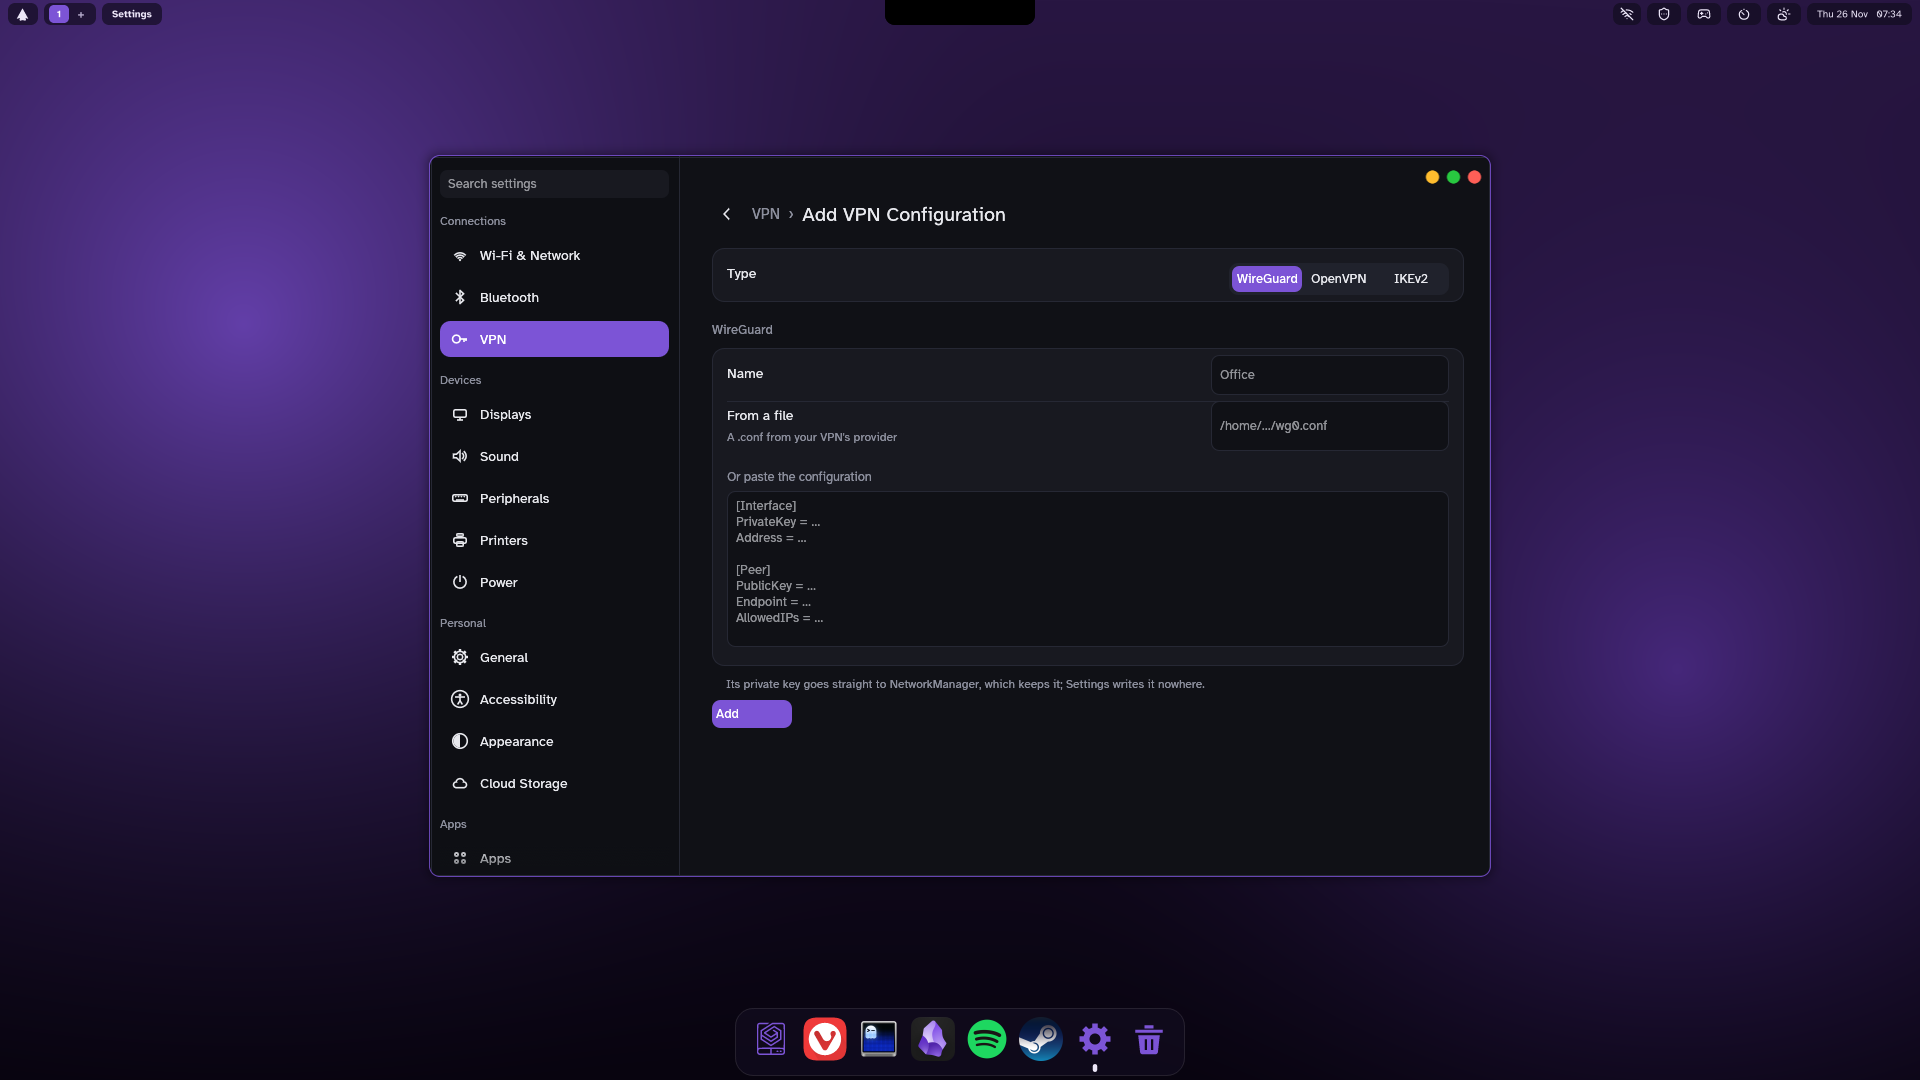 1 + Settings
Thu 26 Nov 07:34
Search settings
Connections
Wi-Fi & Network
Bluetooth
VPN
Devices
Displays
Sound
Peripherals
Printers
Power
Personal
General
Accessibility
Appearance
Cloud Storage
Apps
Apps
VPN › Add VPN Configuration
Type
WireGuard OpenVPN IKEv2
WireGuard
Name
Office
From a file
A .conf from your VPN's provider
/home/.../wg0.conf
Or paste the configuration
[Interface]
PrivateKey = ...
Address = ...
[Peer]
PublicKey = ...
Endpoint = ...
AllowedIPs = ...
Its private key goes straight to NetworkManager, which keeps it; Settings writes it nowhere.
Add